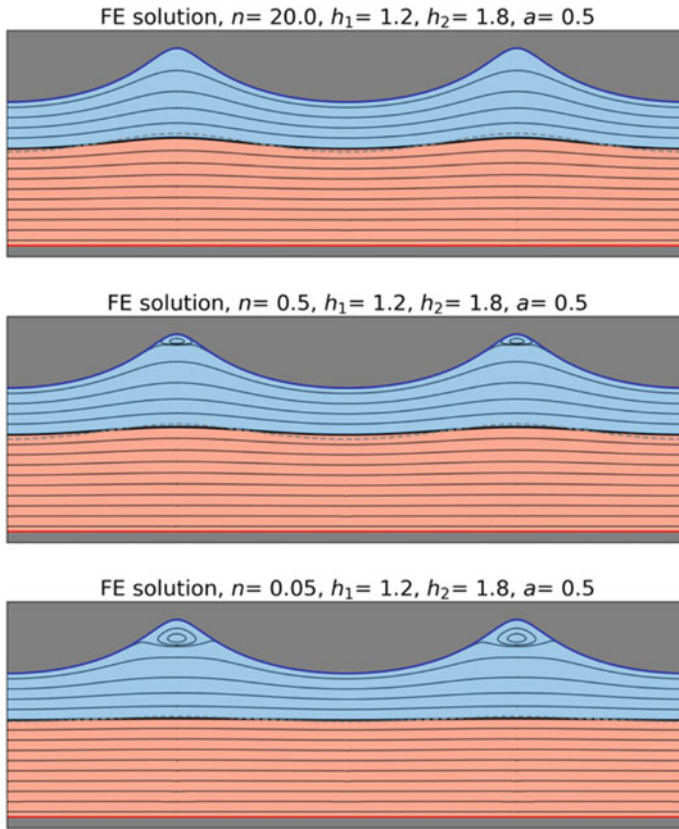 FE solution, n= 20.0, h₁= 1.2, h₂= 1.8, a= 0.5
FE solution, n= 0.5, h₁= 1.2, h₂= 1.8, a= 0.5
FE solution, n= 0.05, h₁= 1.2, h₂= 1.8, a= 0.5